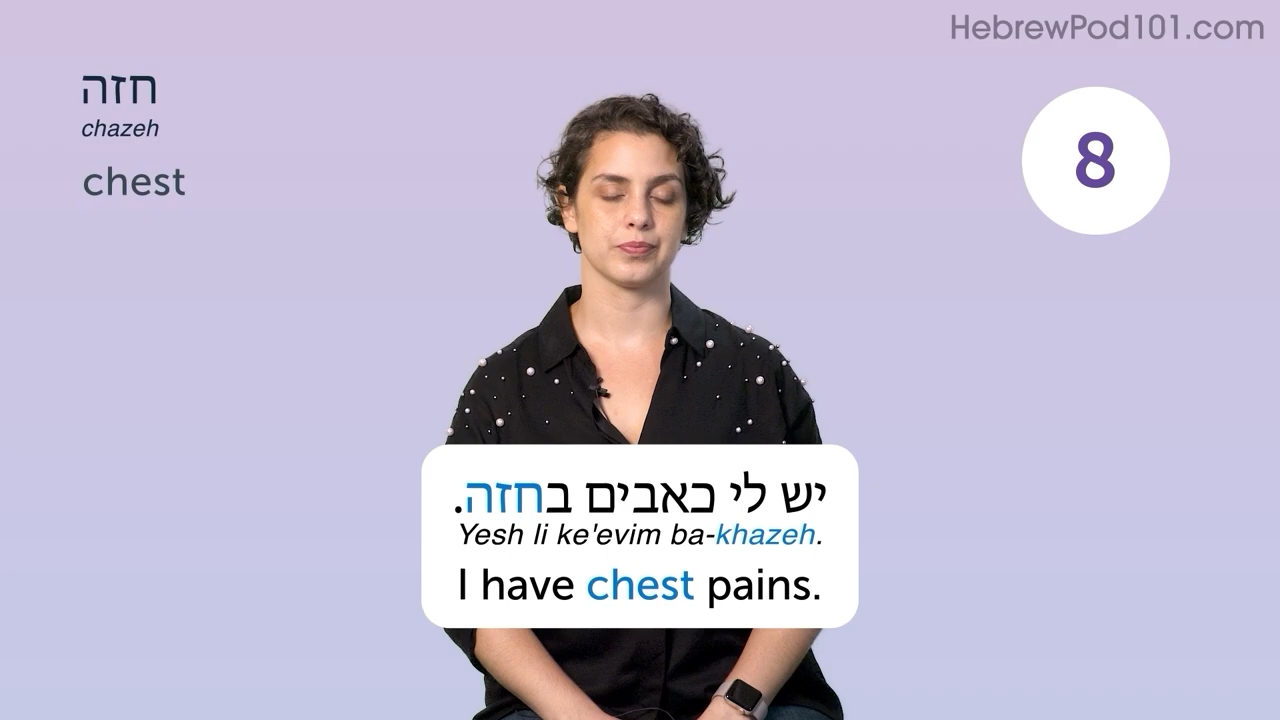 HebrewPod101.com
חזה
chazeh
chest
8
יש לי כאבים בחזה.
Yesh li ke'evim ba-khazeh.
I have chest pains.